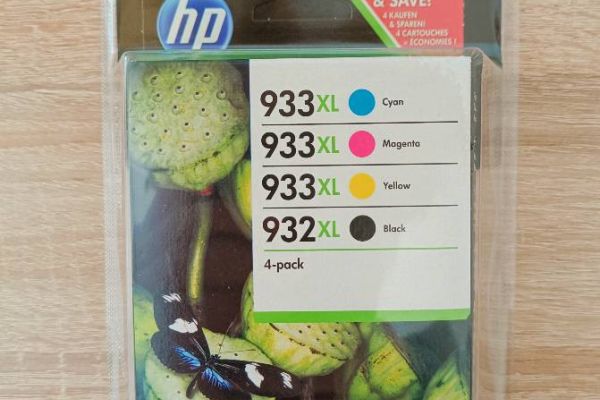 hp
& SAVE!
4 KAUFEN
& SPAREN!
4 CARTOUCHES
= ÉCONOMIES !
933XL Cyan
933XL Magenta
933XL Yellow
932XL Black
4-pack